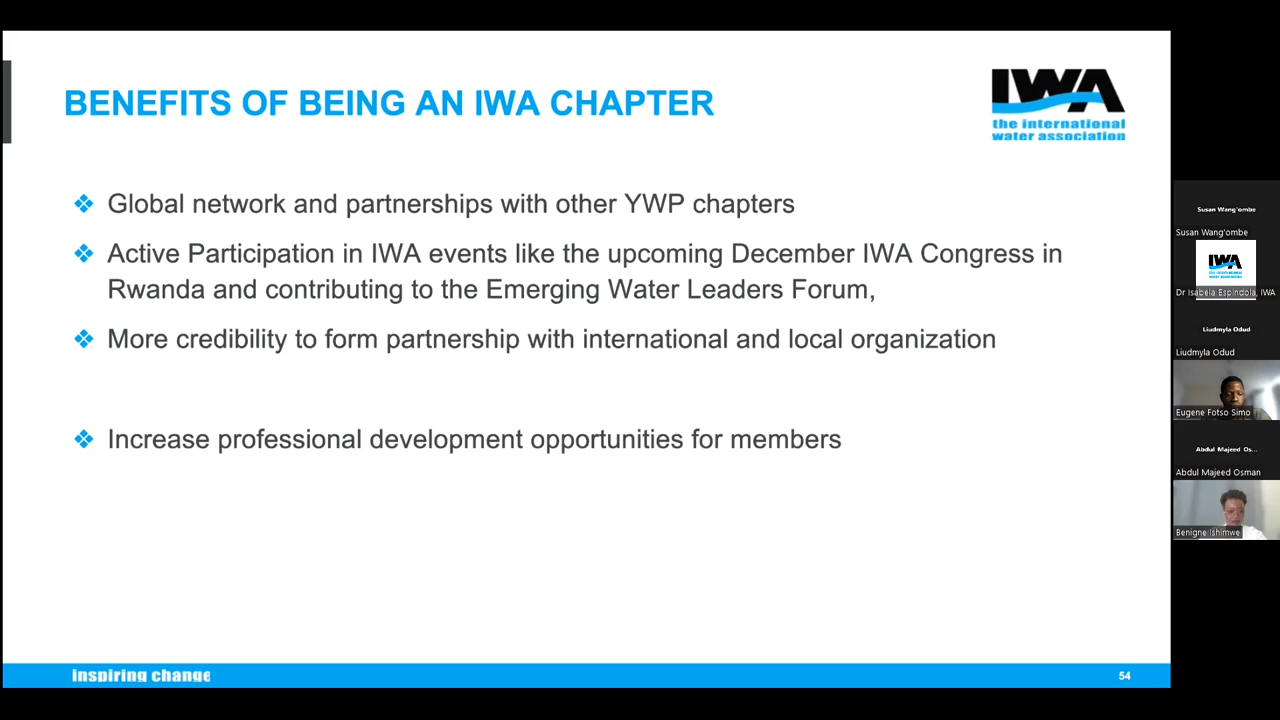 BENEFITS OF BEING AN IWA CHAPTER
IWA
the international
water association
Global network and partnerships with other YWP chapters
Active Participation in IWA events like the upcoming December IWA Congress in
Rwanda and contributing to the Emerging Water Leaders Forum,
More credibility to form partnership with international and local organization
Increase professional development opportunities for members
inspiring change
54
Susan Wang'ombe
Susan Wang'ombe
IWA
Dr Isabela Espindola, IWA
Liudmyla Odud
Liudmyla Odud
Eugene Fotso Simo
Abdul Majeed Os...
Abdul Majeed Osman
Benigne Ishimwe